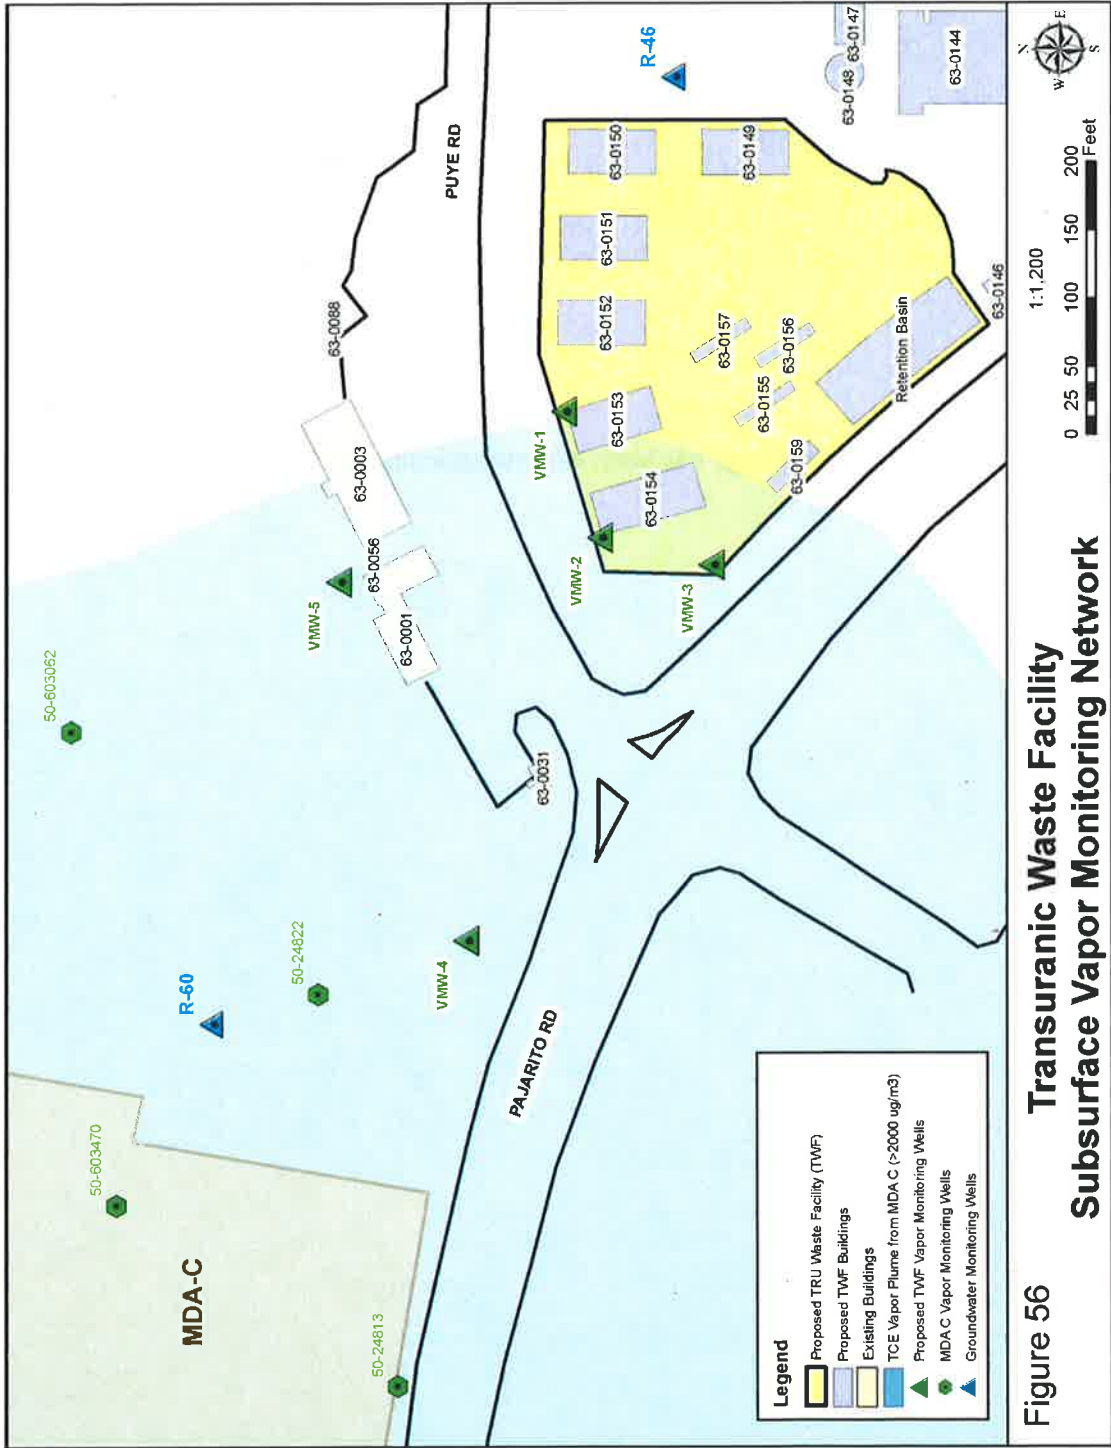 50-603470
MDA-C
50-24813
R-60
50-24822
50-603062
VMW-4
VMW-5
63-0088
63-0003
63-0056
63-0001
63-0031
PUYE RD
PAJARITO RD
R-46
VMW-1
VMW-2
VMW-3
63-0150
63-0149
63-0151
63-0152
63-0153
63-0154
63-0157
63-0156
63-0155
63-0159
Retention Basin
63-0146
63-0147
63-0148
63-0144
Legend
Proposed TRU Waste Facility (TWF)
Proposed TWF Buildings
Existing Buildings
TCE Vapor Plume from MDA C (>2000 ug/m3)
Proposed TWF Vapor Monitoring Wells
MDA C Vapor Monitoring Wells
Groundwater Monitoring Wells
1:1,200
0 25 50 100 150 200
Feet
N
W E
S
Figure 56
Transuranic Waste Facility
Subsurface Vapor Monitoring Network